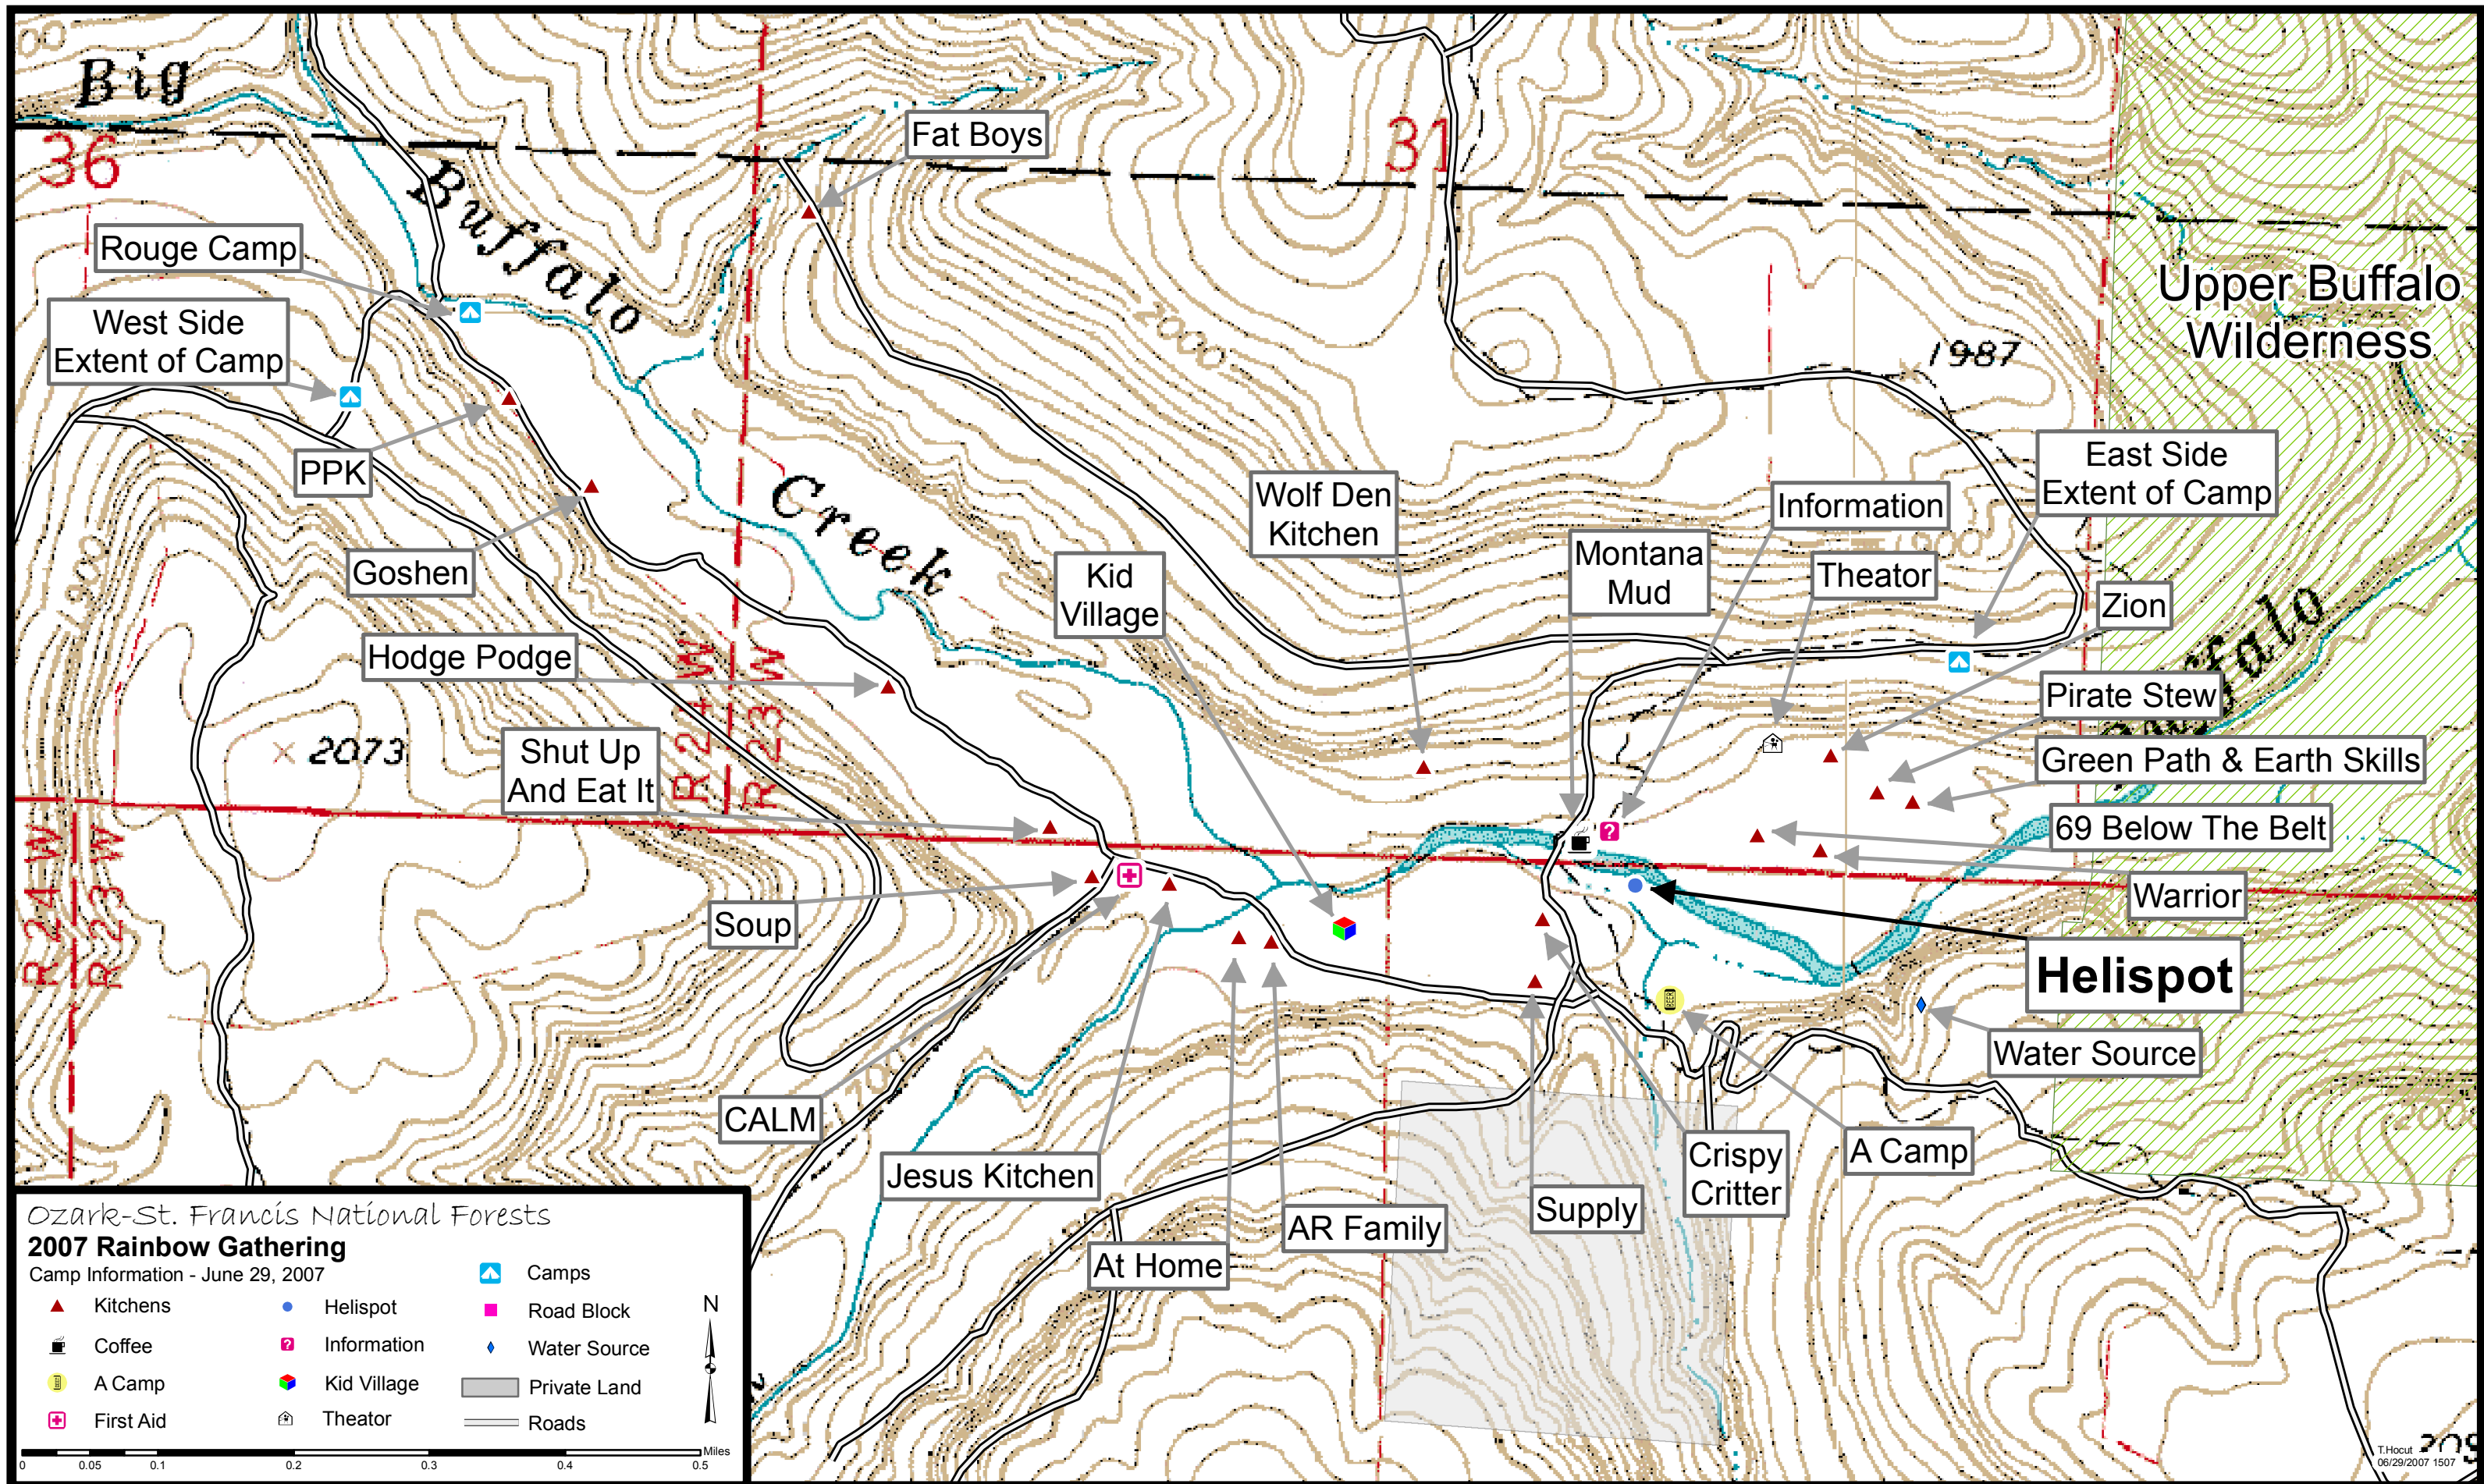 Big
36
Buffalo
Fat Boys
31
Rouge Camp
West Side
Extent of Camp
2000
1987
Upper Buffalo
Wilderness
PPK
Goshen
Creek
Wolf Den
Kitchen
Information
East Side
Extent of Camp
Montana
Mud
Theator
Kid
Village
Zion
Hodge Podge
Pirate Stew
Green Path & Earth Skills
69 Below The Belt
Warrior
2073
Shut Up
And Eat It
R 24 W
R 23 W
R 24 W
R 23 W
Soup
Helispot
Water Source
CALM
Jesus Kitchen
At Home
AR Family
Supply
Crispy
Critter
A Camp
Ozark-St. Francis National Forests
2007 Rainbow Gathering
Camp Information - June 29, 2007
Kitchens
Coffee
A Camp
First Aid
Helispot
Information
Kid Village
Theator
Camps
Road Block
Water Source
Private Land
Roads
N
Miles
0 0.05 0.1 0.2 0.3 0.4 0.5
T.Hocut
06/29/2007 1507